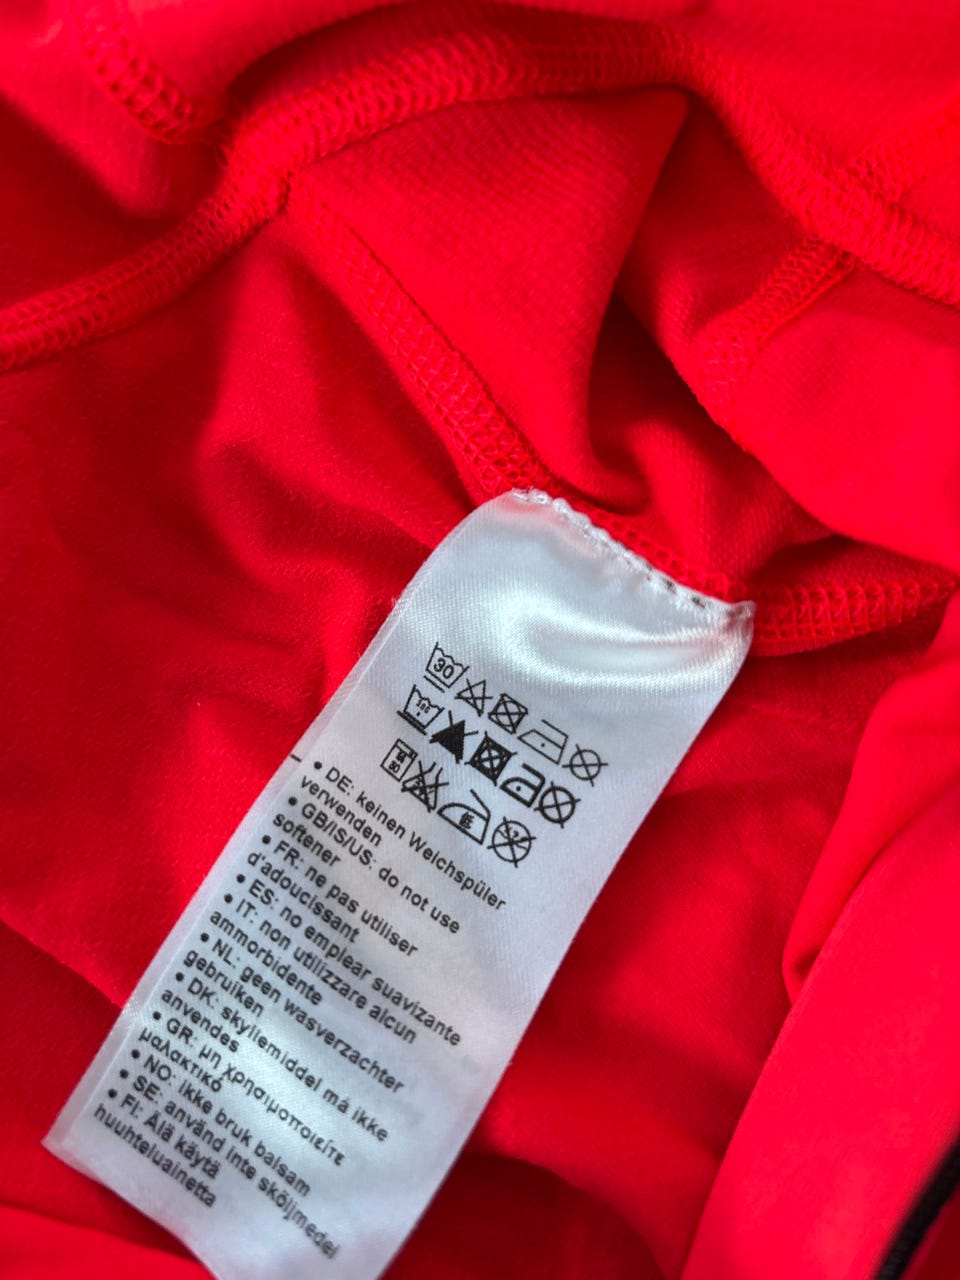 30
• DE: keinen Weichspüler
verwenden
• GB/IS/US: do not use
softener
• FR: ne pas utiliser
d'adoucissant
• ES: no emplear suavizante
• IT: non utilizzare alcun
ammorbidente
• NL: geen wasverzachter
gebruiken
• DK: skyllemiddel må ikke
anvendes
• GR: μη χρησιμοποιείτε
μαλακτικό
• NO: ikke bruk balsam
• SE: använd inte sköljmedel
• FI: Älä käytä
huuhteluainetta